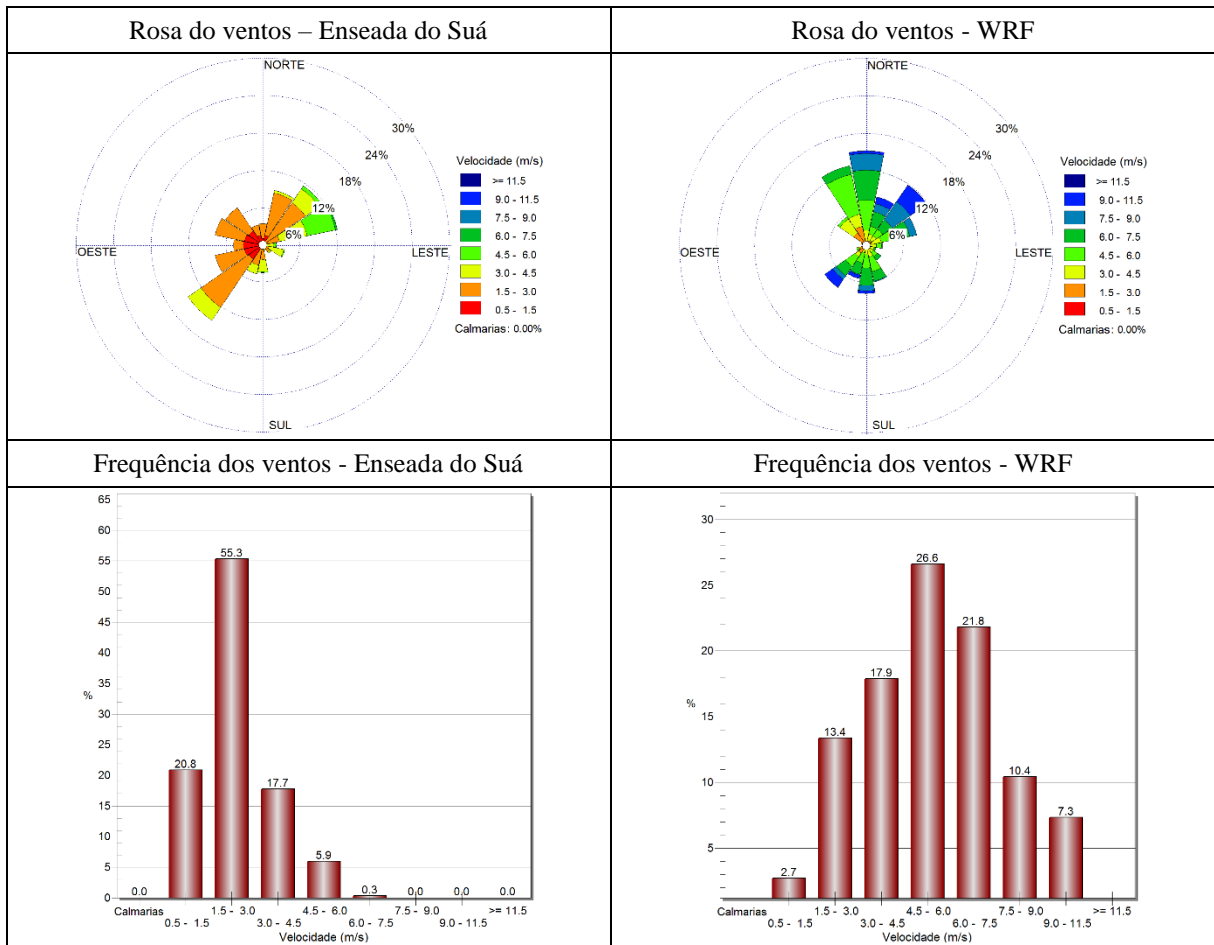 Rosa do ventos – Enseada do Suá
Rosa do ventos - WRF
NORTE
30%
24%
18%
12%
6%
OESTE
LESTE
SUL
Velocidade (m/s)
>= 11.5
9.0 - 11.5
7.5 - 9.0
6.0 - 7.5
4.5 - 6.0
3.0 - 4.5
1.5 - 3.0
0.5 - 1.5
Calmarias: 0.00%
NORTE
30%
24%
18%
12%
6%
OESTE
LESTE
SUL
Velocidade (m/s)
>= 11.5
9.0 - 11.5
7.5 - 9.0
6.0 - 7.5
4.5 - 6.0
3.0 - 4.5
1.5 - 3.0
0.5 - 1.5
Calmarias: 0.00%
Frequência dos ventos - Enseada do Suá
Frequência dos ventos - WRF
65
60
55
50
45
40
35
%
30
25
20
15
10
5
0
0.0
20.8
55.3
17.7
5.9
0.3
0.0
0.0
0.0
Calmarias
0.5 - 1.5
1.5 - 3.0
3.0 - 4.5
4.5 - 6.0
6.0 - 7.5
7.5 - 9.0
9.0 - 11.5
>= 11.5
Velocidade (m/s)
30
25
20
%
15
10
5
2.7
13.4
17.9
26.6
21.8
10.4
7.3
Calmarias
0.5 - 1.5
1.5 - 3.0
3.0 - 4.5
4.5 - 6.0
6.0 - 7.5
7.5 - 9.0
9.0 - 11.5
>= 11.5
Velocidade (m/s)